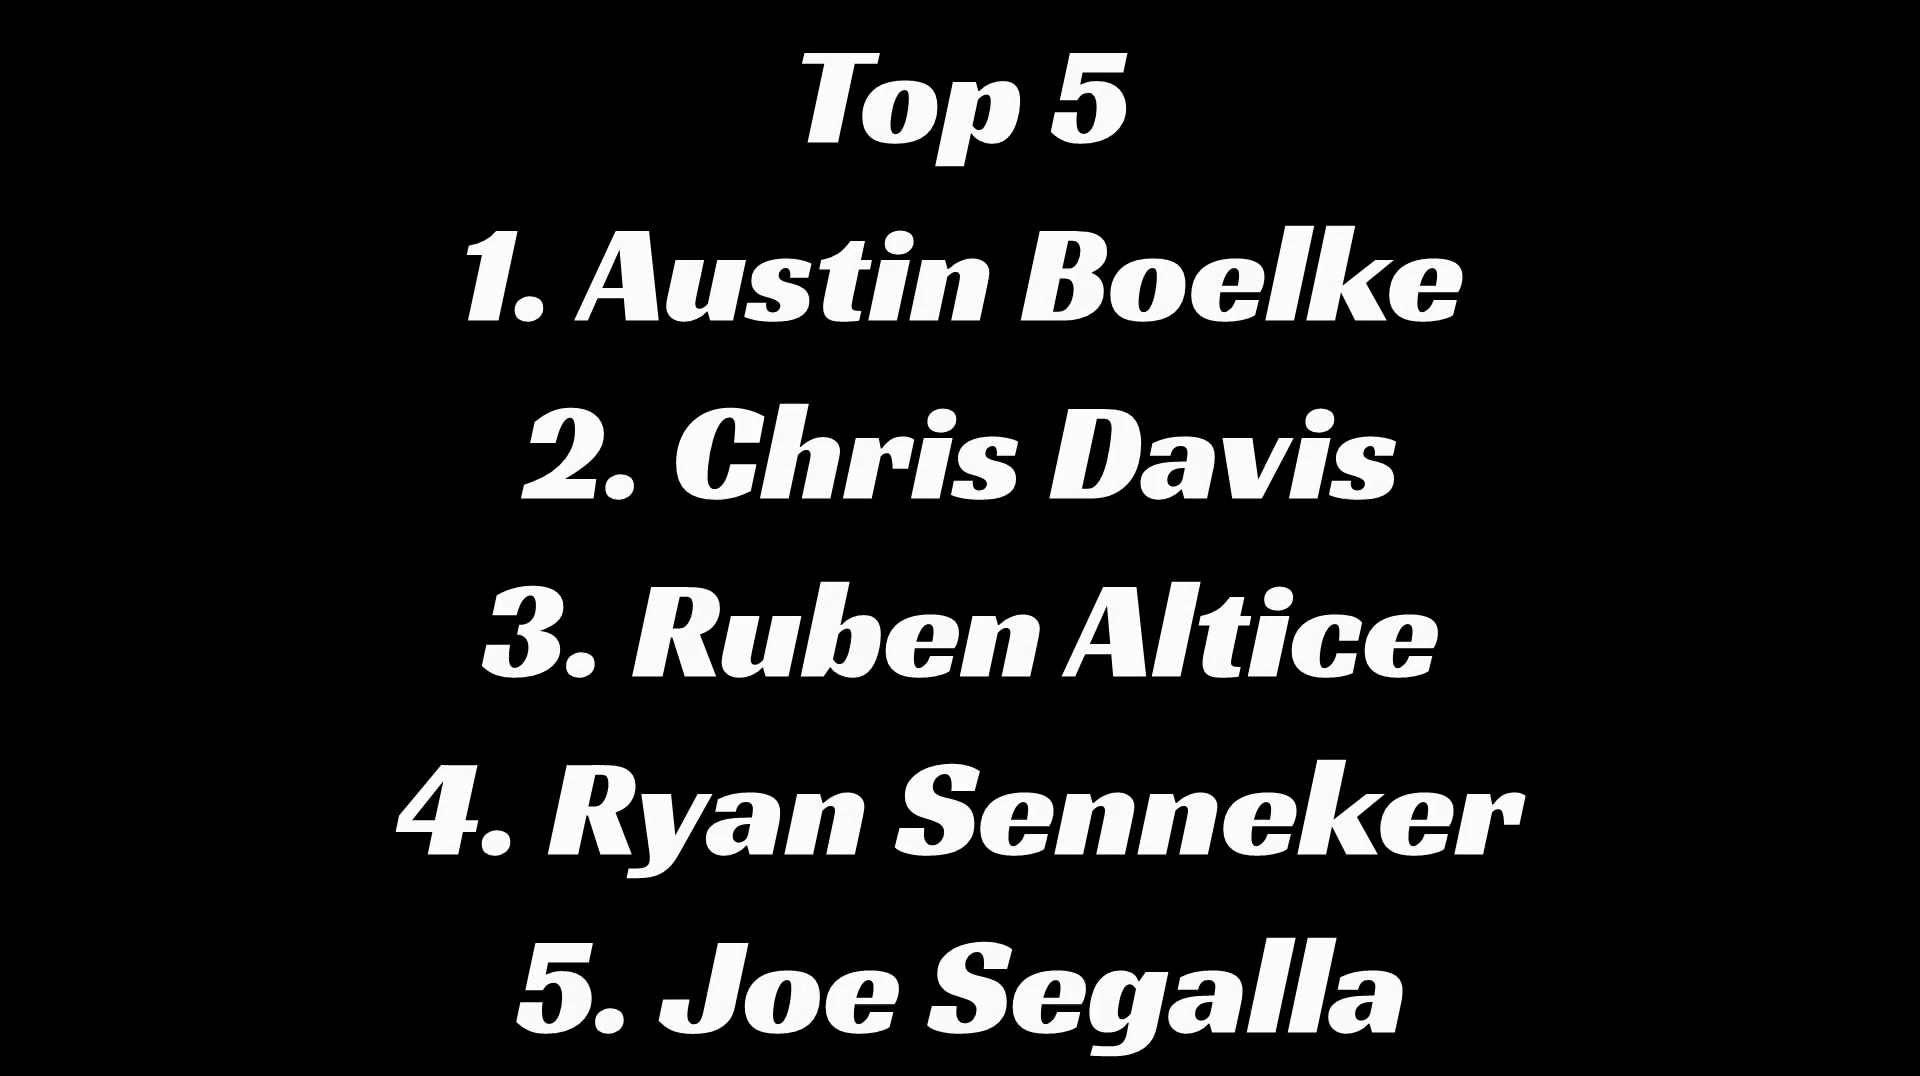 Top 5
1. Austin Boelke
2. Chris Davis
3. Ruben Altice
4. Ryan Senneker
5. Joe Segalla